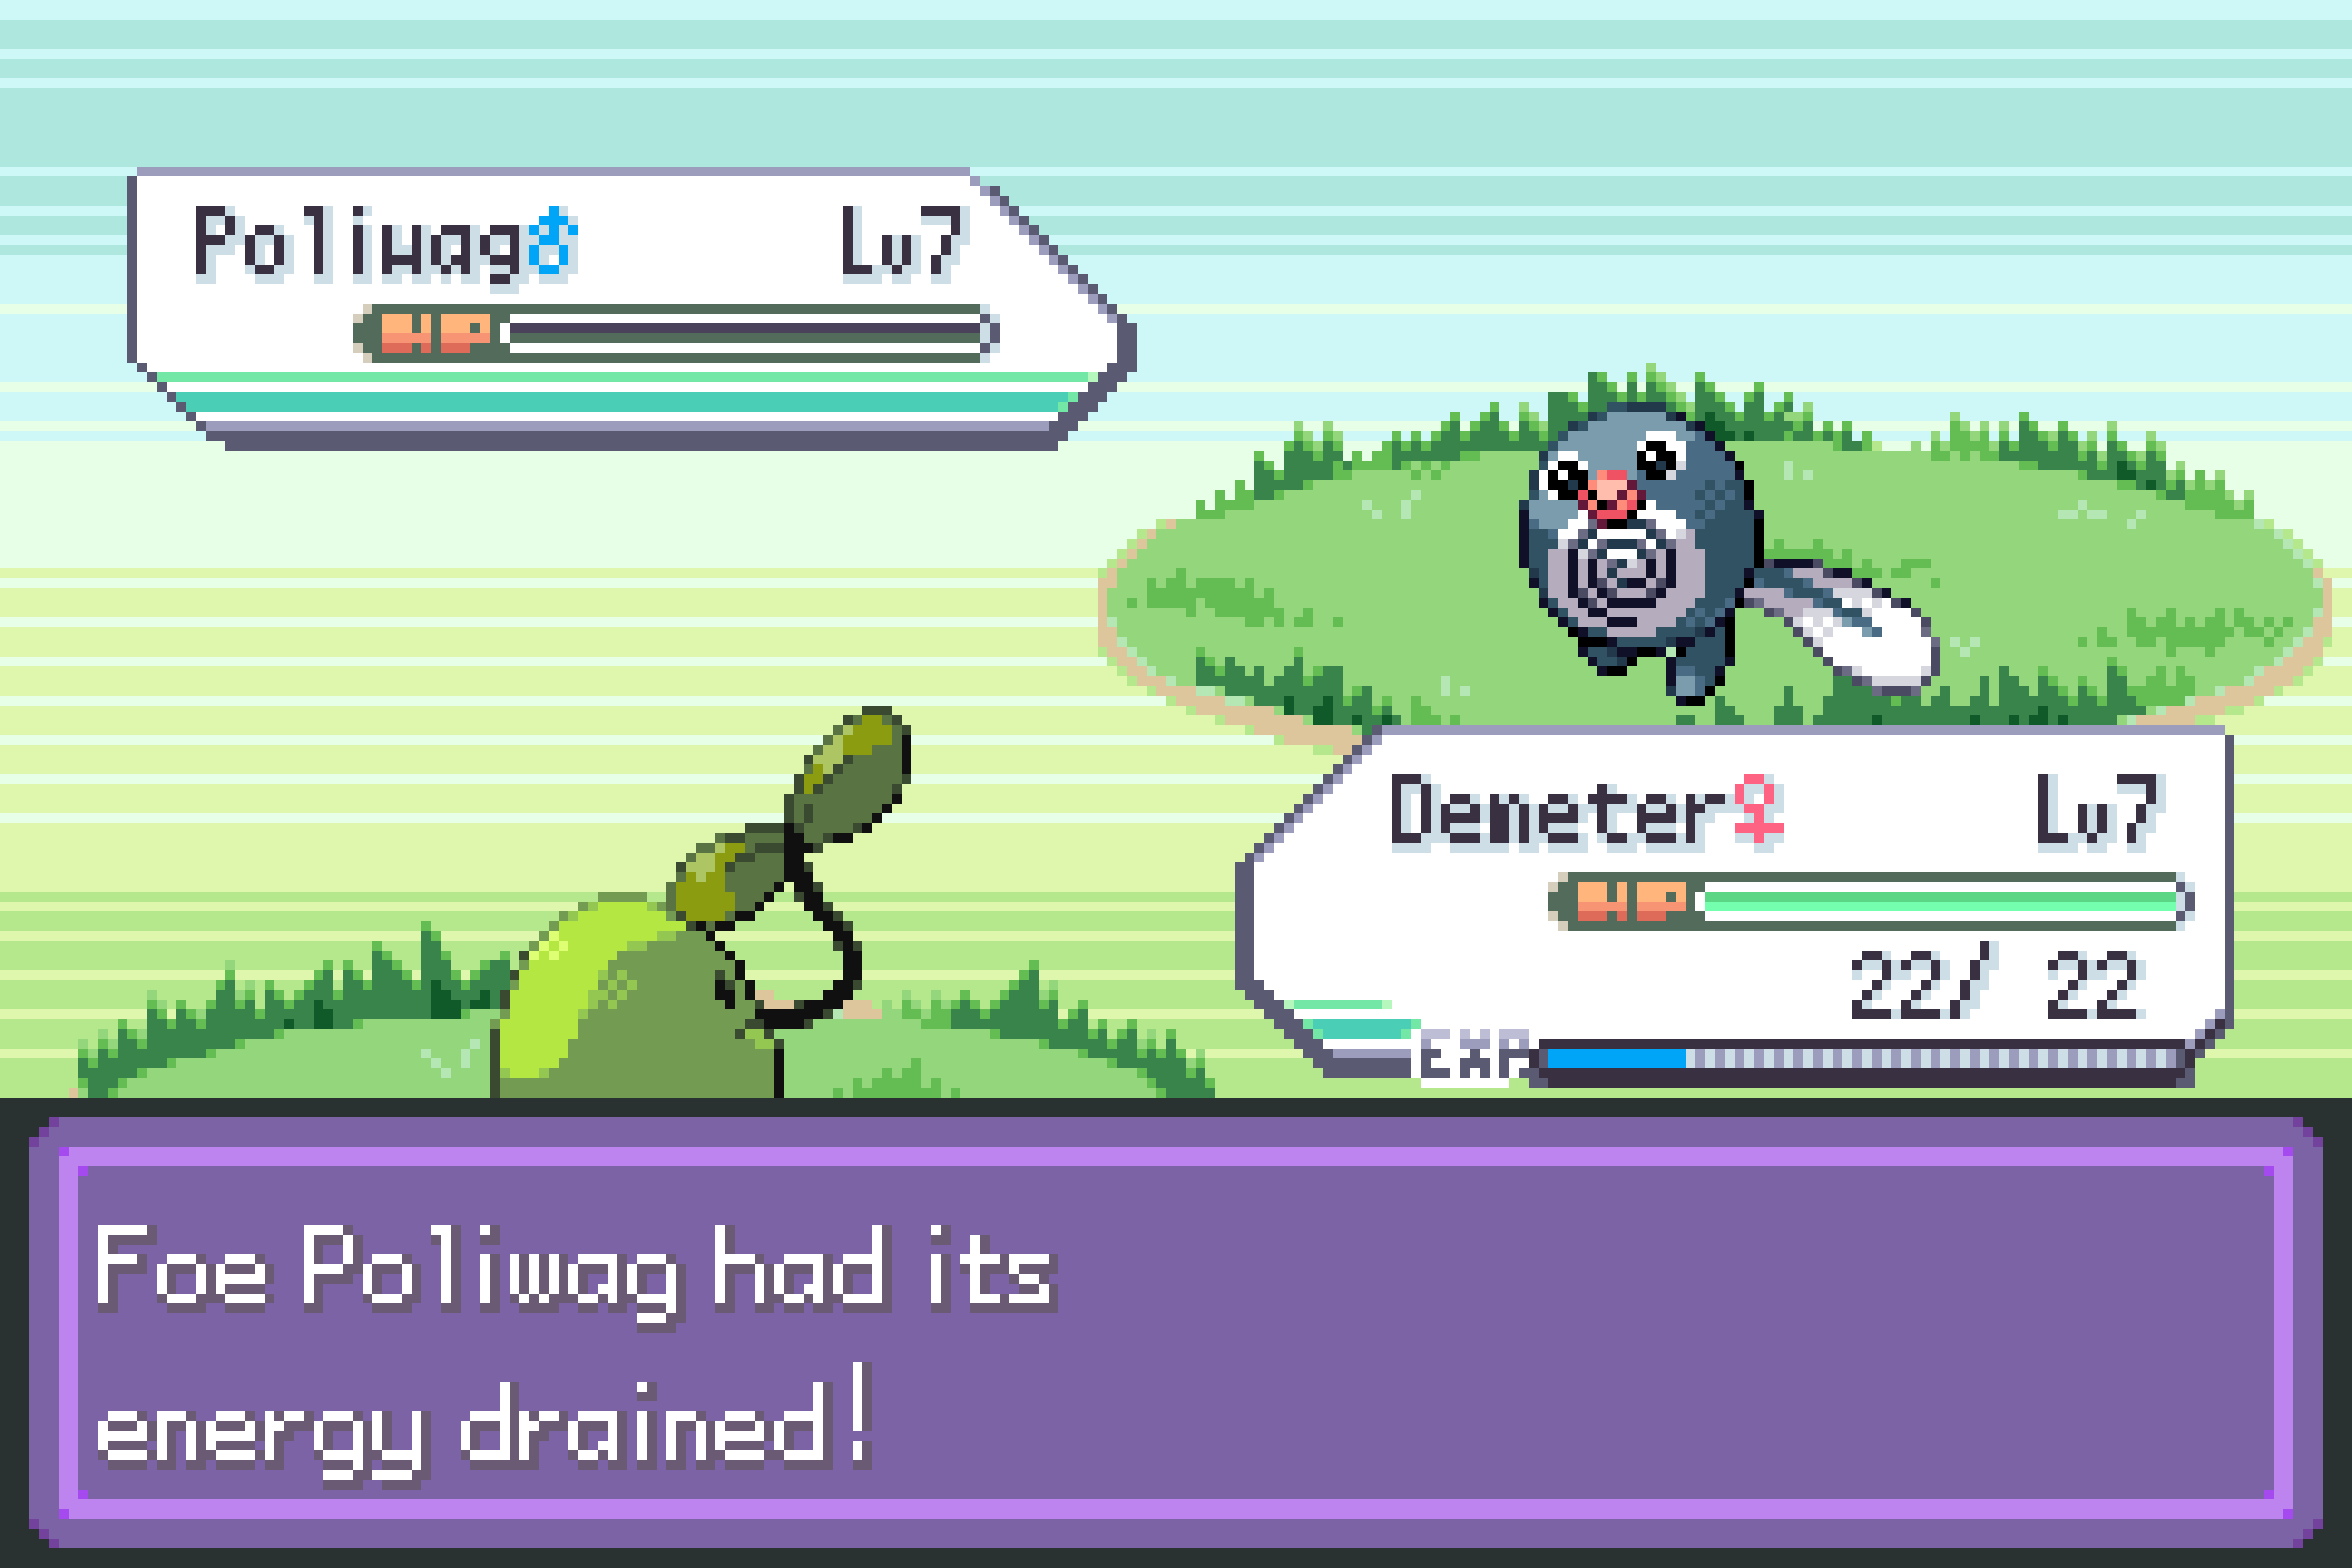 Poliwag♂ Lv7
HP
Demeter♀ Lv7
HP
22/ 22
EXP
Foe Poliwag had its
energy drained!